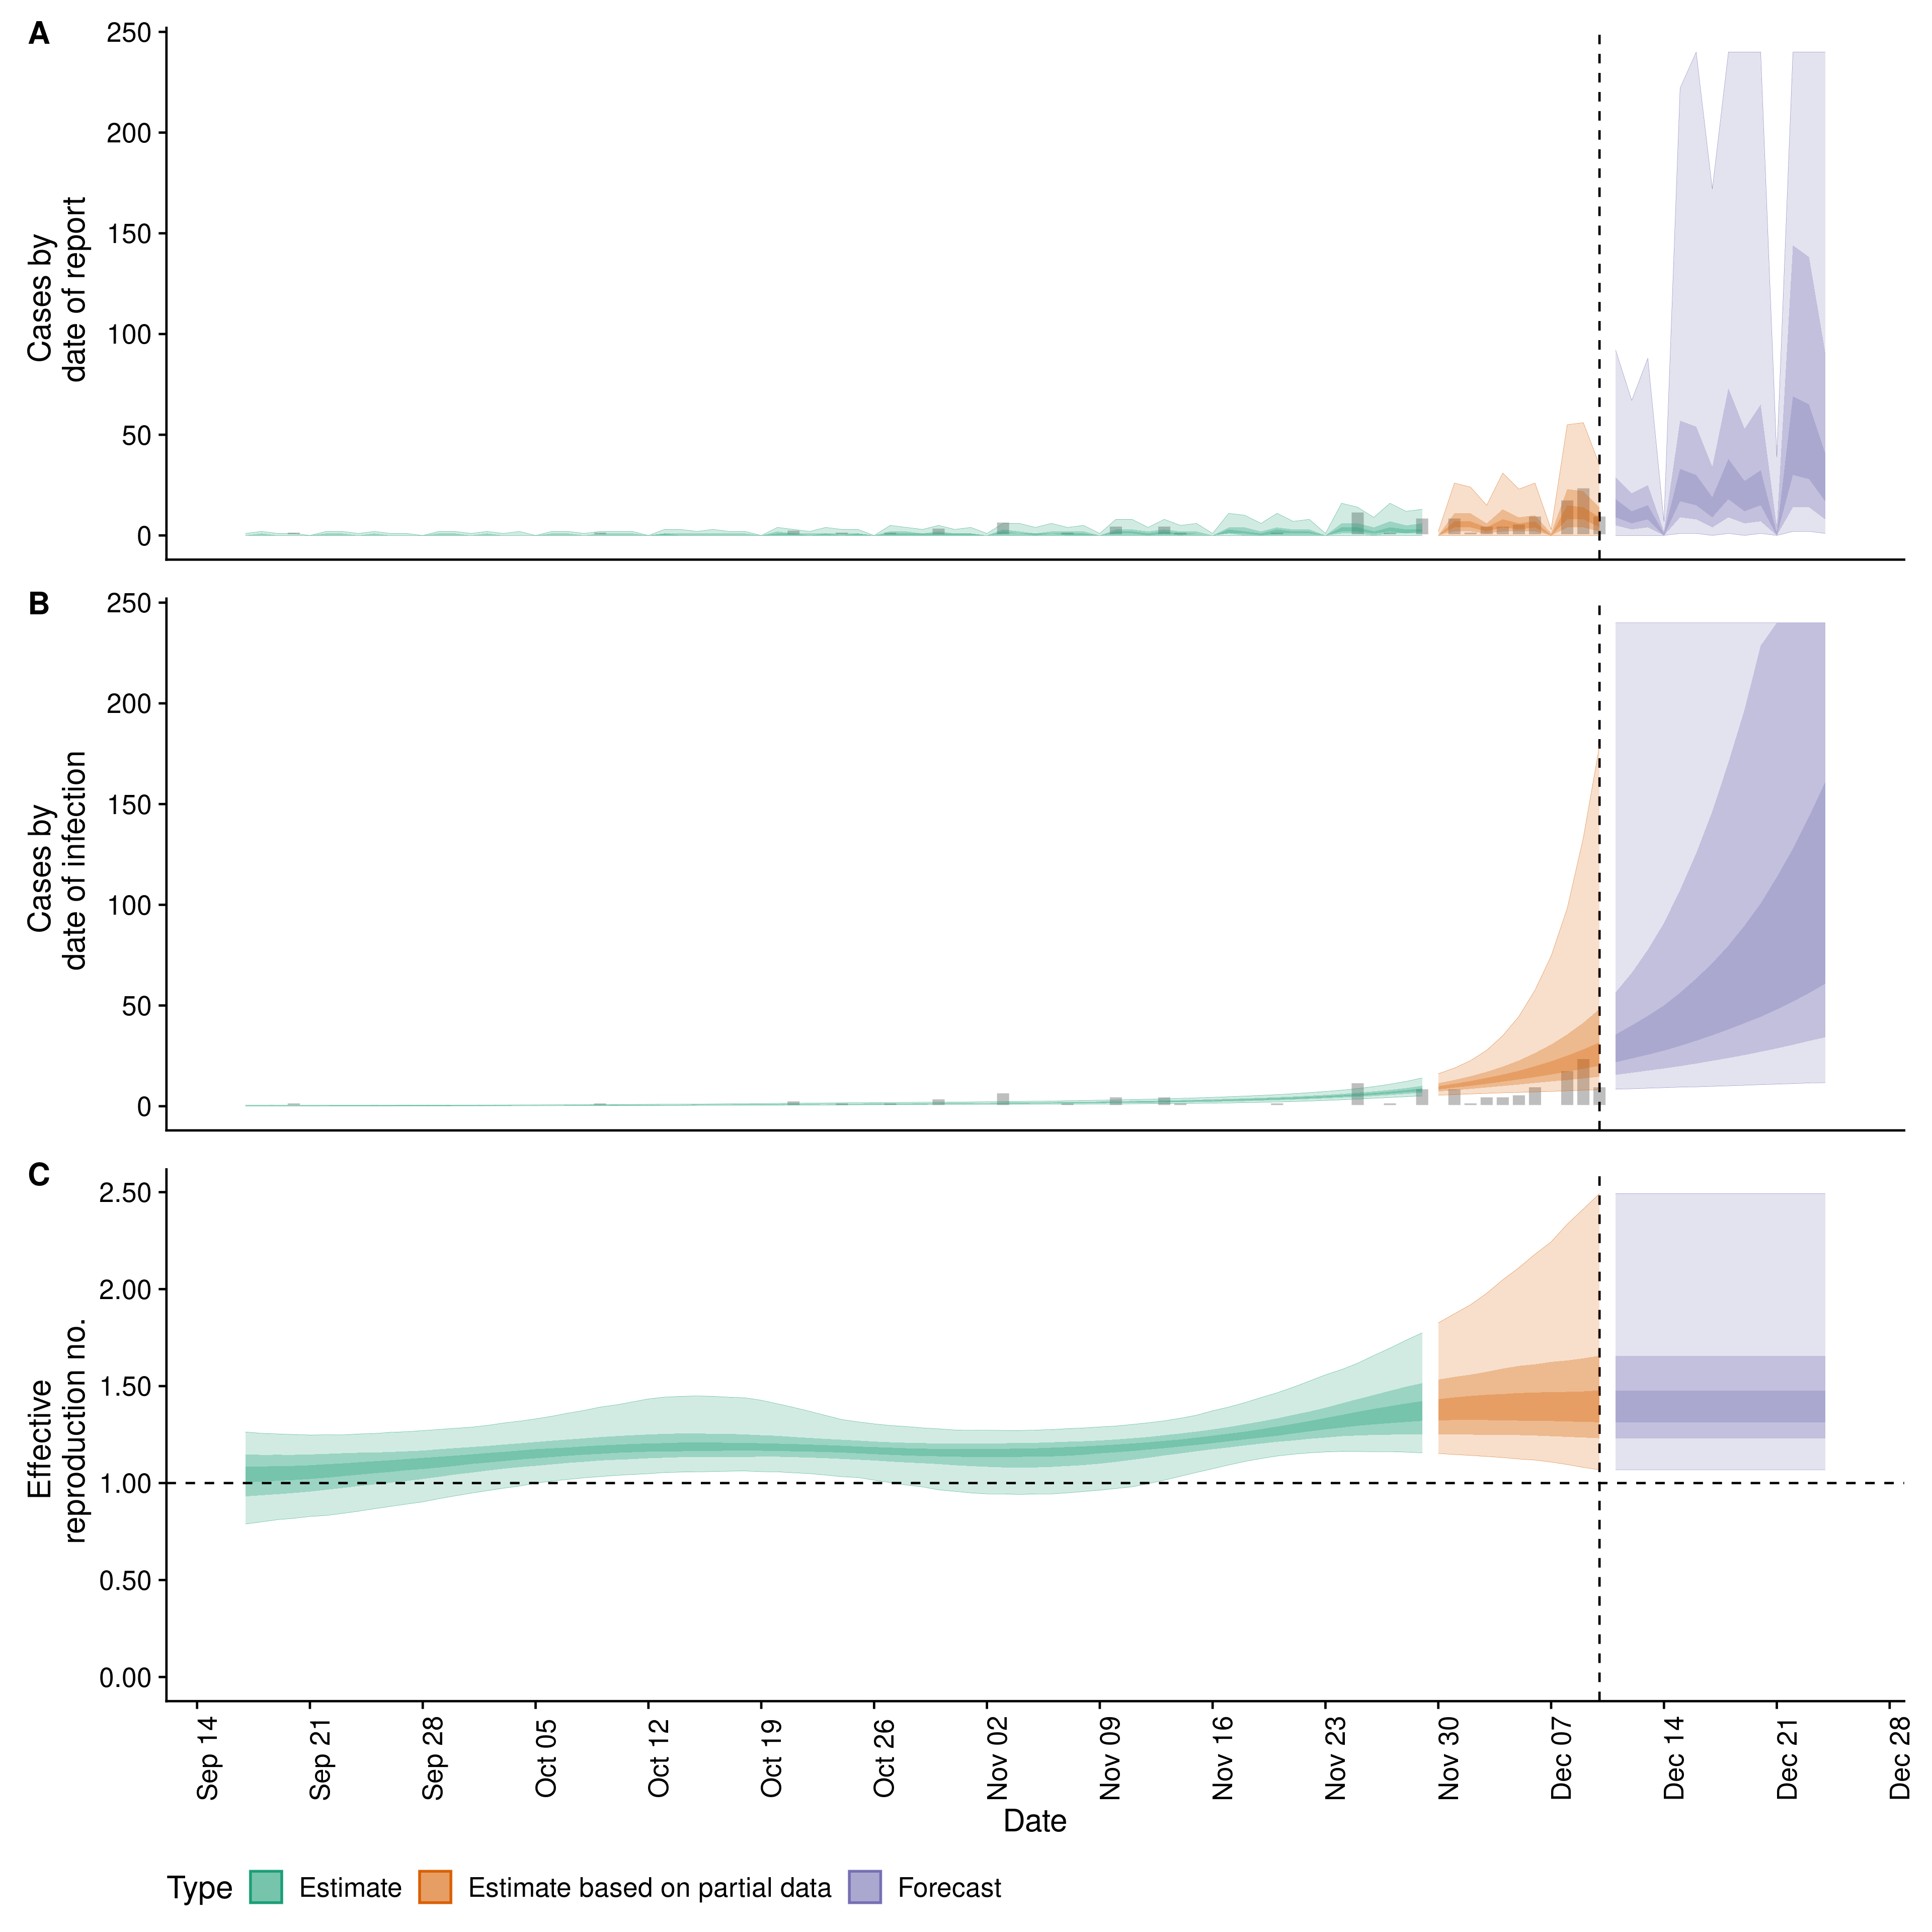 A
250
200
150
100
50
0
Cases by
date of report
B
250
200
150
100
50
0
Cases by
date of infection
C
2.50
2.00
1.50
1.00
0.50
0.00
Effective
reproduction no.
Sep 14
Sep 21
Sep 28
Oct 05
Oct 12
Oct 19
Oct 26
Nov 02
Nov 09
Nov 16
Nov 23
Nov 30
Dec 07
Dec 14
Dec 21
Dec 28
Date
Type Estimate Estimate based on partial data Forecast